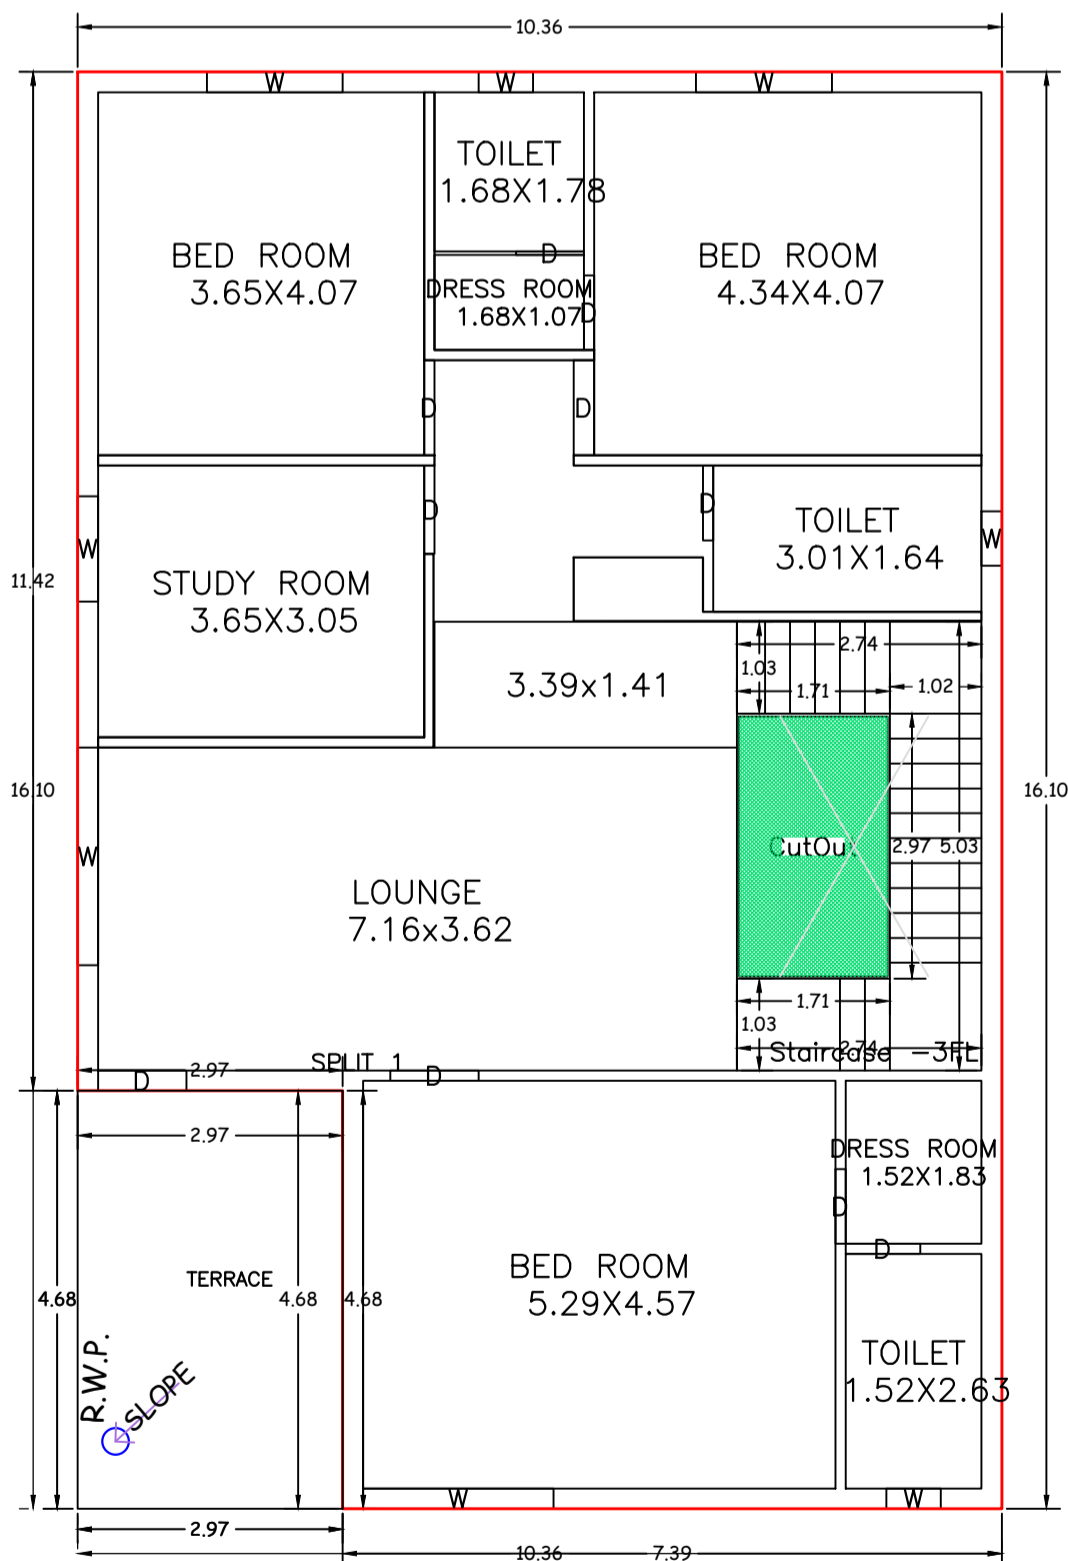 10.36
W
W
W
TOILET
1.68X1.78
BED ROOM
3.65X4.07
D
BED ROOM
4.34X4.07
DRESS ROOM
1.68X1.07
D
D
D
D
D
TOILET
3.01X1.64
W
W
11.42
STUDY ROOM
3.65X3.05
2.74
1.03
3.39x1.41
1.71
1.02
16.10
16.10
CutOut
2.97
5.03
W
LOUNGE
7.16x3.62
1.71
1.03
2.74
Staircase -3FL
SPLIT 1
2.97
D
D
2.97
DRESS ROOM
1.52X1.83
D
D
TERRACE
BED ROOM
5.29X4.57
4.68
4.68
4.68
TOILET
1.52X2.63
R.W.P.
SLOPE
W
W
2.97
10.36
7.39